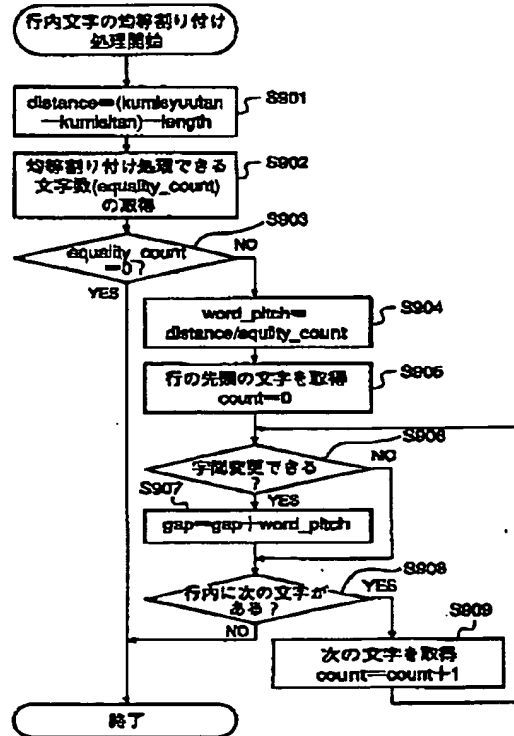 行内文字の均等割り付け
処理開始
distance=(kumisyuutan
-kumisitan)-length
S901
均等割り付け処理できる
文字数(equality_count)
の取得
S902
equality_count
=0?
S903
NO
YES
word_pitch=
distance/equlity_count
S904
行の先頭の文字を取得
count=0
S905
字間変更できる
?
S906
NO
YES
S907
gap=gap+word_pitch
行内に次の文字が
ある?
S908
YES
NO
S909
次の文字を取得
count=count+1
終了